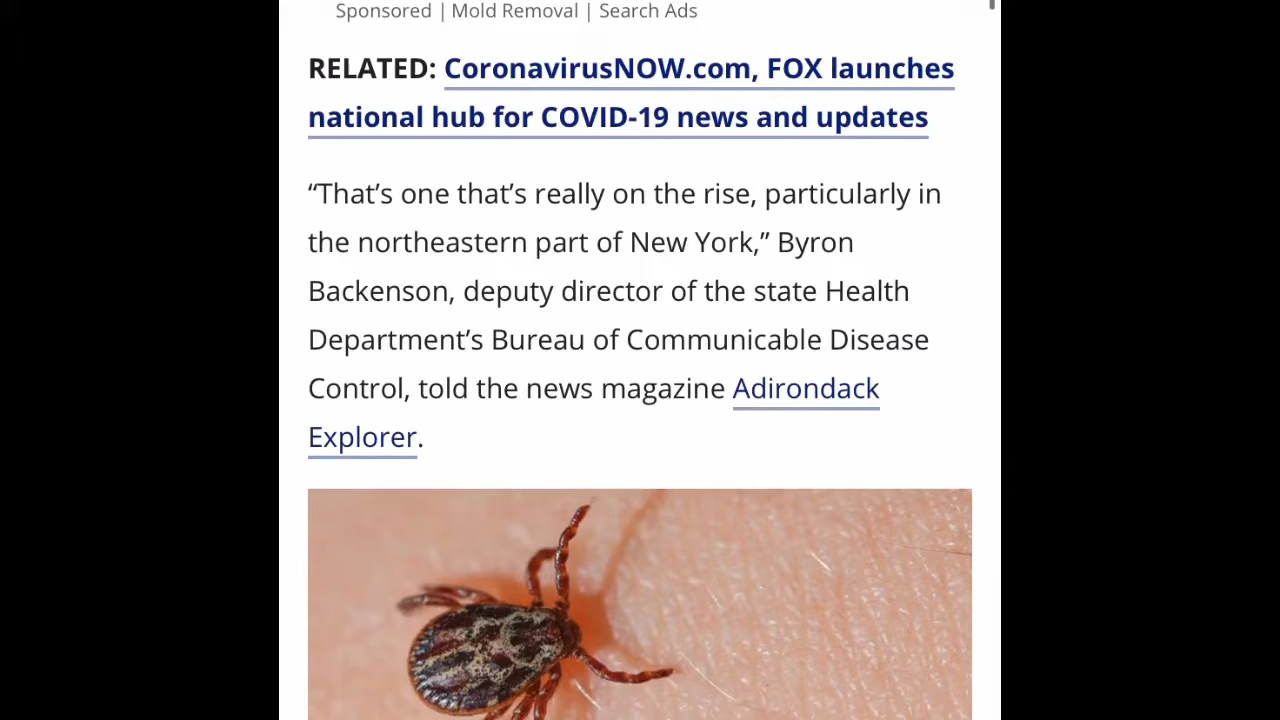 Sponsored | Mold Removal | Search Ads
RELATED: CoronavirusNOW.com, FOX launches
national hub for COVID-19 news and updates
“That’s one that’s really on the rise, particularly in
the northeastern part of New York,” Byron
Backenson, deputy director of the state Health
Department’s Bureau of Communicable Disease
Control, told the news magazine Adirondack
Explorer.